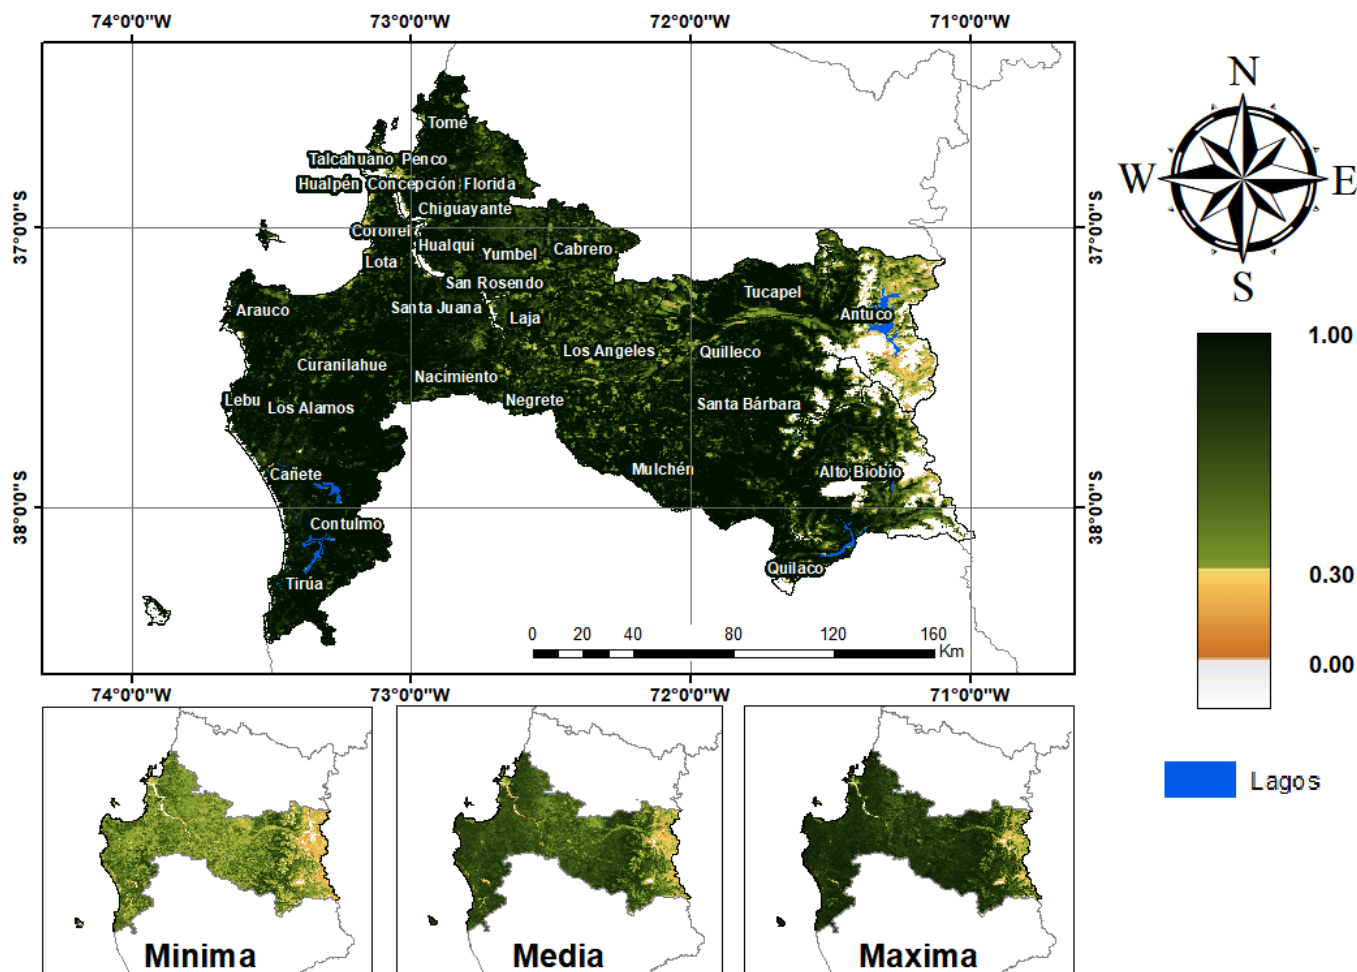 74°0'0"W 73°0'0"W 72°0'0"W 71°0'0"W
N
W E
S
37°0'0"S
37°0'0"S
38°0'0"S
38°0'0"S
Tomé
Talcahuano Penco
Hualpén Concepción Florida
Chiguayante
Coronel
Hualqui Yumbel Cabrero
Lota
San Rosendo
Tucapel
Arauco
Santa Juana
Laja
Antuco
Los Angeles
Quilleco
Curanilahue
Nacimiento
Lebu
Los Alamos
Negrete
Santa Bárbara
Cañete
Mulchén
Alto Biobio
Contulmo
Quilaco
Tirúa
0 20 40 80 120 160
Km
74°0'0"W 73°0'0"W 72°0'0"W 71°0'0"W
1.00
0.30
0.00
Lagos
Minima
Media
Maxima